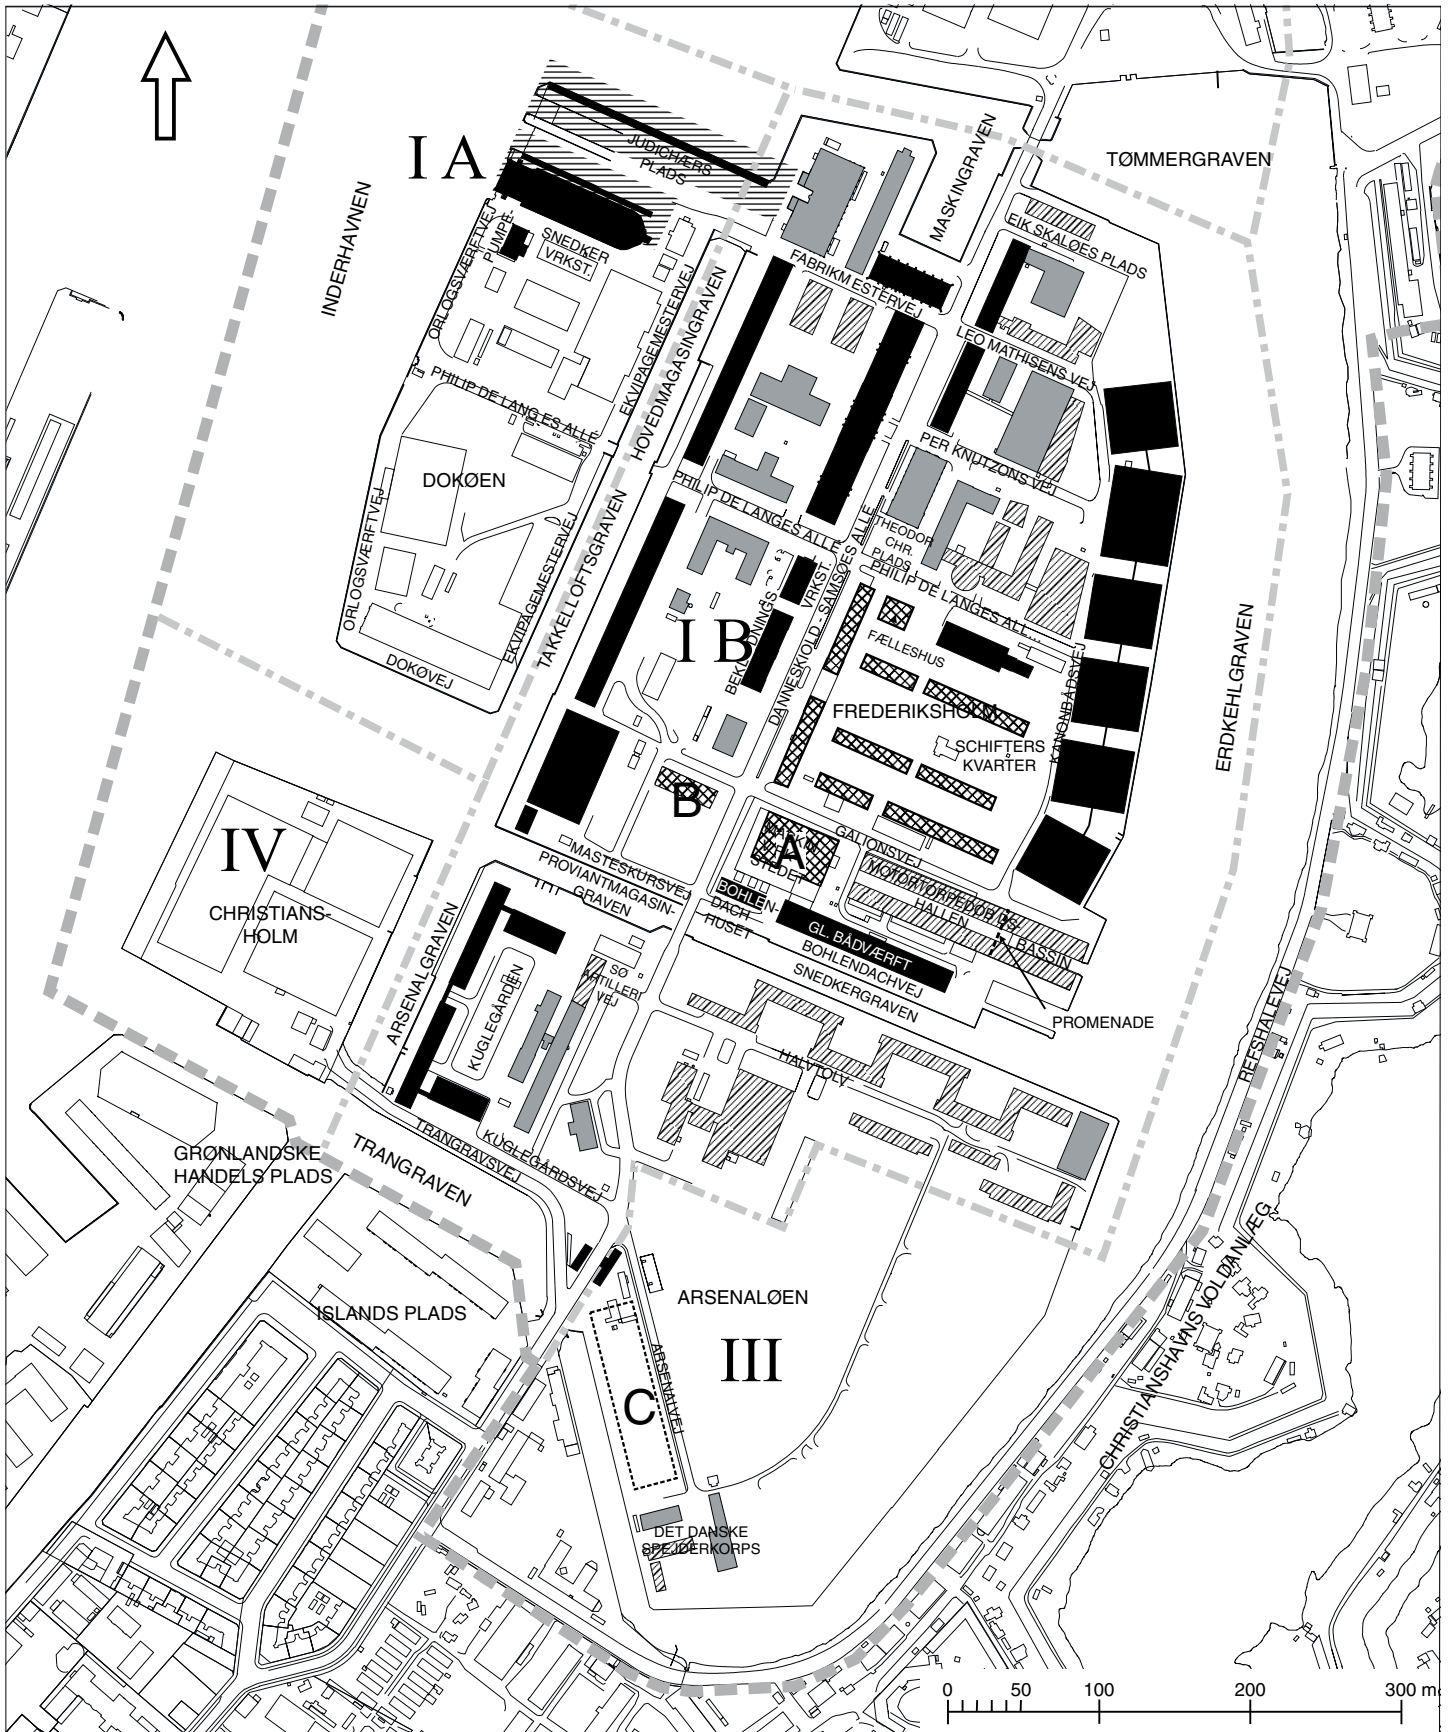 I A
JUDICHÆRS
PLADS
MASKINGRAVEN
TØMMERGRAVEN
INDERHAVNEN
ORLOGSVÆRFTVEJ
PUMPE-
SNEDKER
VRKST.
EKVIPAGEMESTERVEJ
HOVEDMAGASINGRAVEN
FABRIKMESTERVEJ
EIK SKALØES PLADS
LEO MATHISENS VEJ
PHILIP DE LANGES ALLE
DOKØEN
PER KNUTZONS VEJ
PHILIP DE LANGES ALLE
THEODOR
CHR.
PLADS
ORLOGSVÆRFTVEJ
EKVIPAGEMESTERVEJ
TAKKELLOFTSGRAVEN
DOKØVEJ
I B
BEKLÆDNINGS
VRKST.
DANNESKIOLD - SAMSØES ALLE
PHILIP DE LANGES ALL...
FÆLLESHUS
FREDERIKSHOLM
SCHIFTERS
KVARTER
KANONBÅDSVEJ
ERDKEHLGRAVEN
B
IV
CHRISTIANS-
HOLM
MASTESKURSVEJ
PROVIANTMAGASIN-
GRAVEN
A
GALIONSVEJ
MOTORTORPEDOBÅDS-
HALLEN
BASSIN
BOHLEN-
DACH
HUSET
GL. BÅDVÆRFT
BOHLENDACHVEJ
SNEDKERGRAVEN
PROMENADE
ARSENALGRAVEN
KUGLEGÅRDEN
SØ
ARTILLERI
VEJ
HALVTOLV
REFSHALEVEJ
GRØNLANDSKE
HANDELS PLADS
TRANGRAVEN
TRANGRAVSVEJ
KUGLEGÅRDSVEJ
ISLANDS PLADS
ARSENALØEN
III
ARSENALVEJ
C
CHRISTIANSHAVNS VOLDANLÆG
DET DANSKE
SPEJDERKORPS
0 50 100 200 300 m.